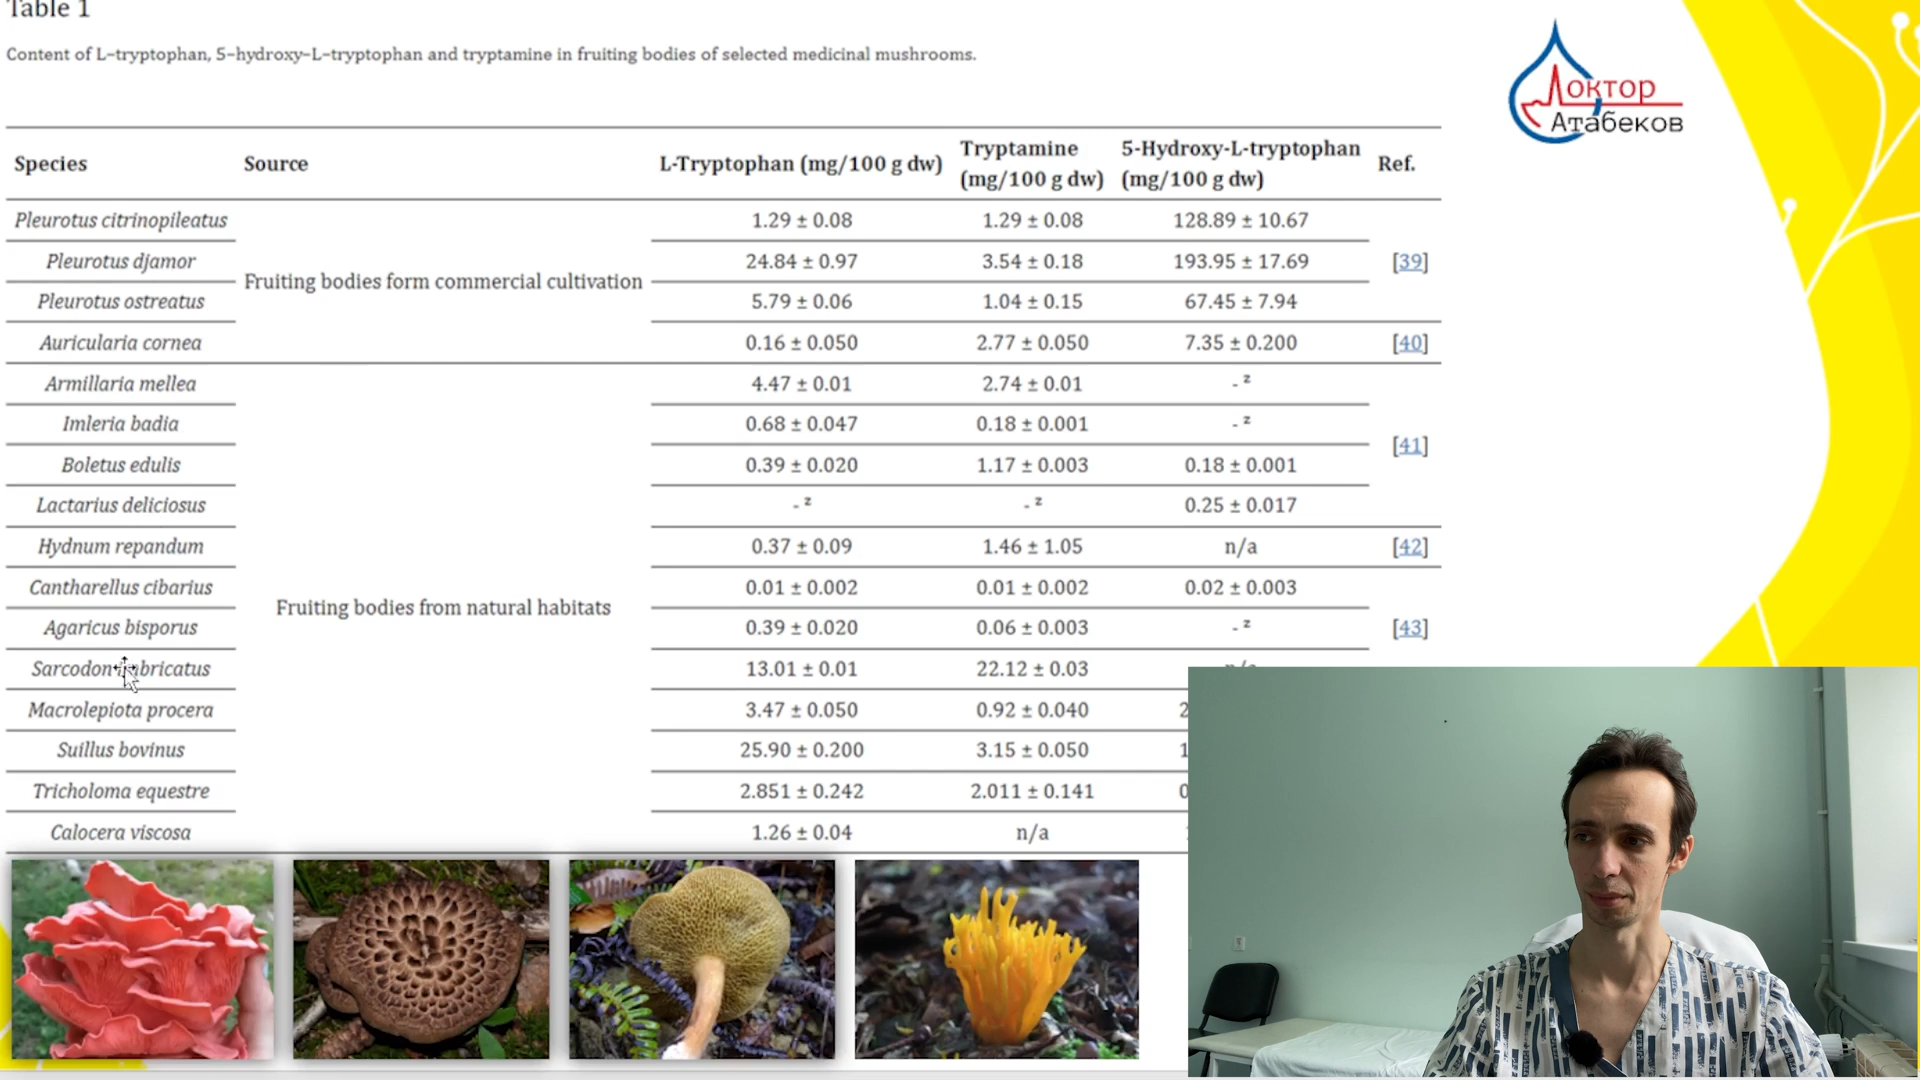 Table 1
Content of L-tryptophan, 5-hydroxy-L-tryptophan and tryptamine in fruiting bodies of selected medicinal mushrooms.
Доктор
Атабеков
Species Source L-Tryptophan (mg/100 g dw) Tryptamine (mg/100 g dw) 5-Hydroxy-L-tryptophan (mg/100 g dw) Ref.
Pleurotus citrinopileatus 1.29 ± 0.08 1.29 ± 0.08 128.89 ± 10.67
Pleurotus djamor 24.84 ± 0.97 3.54 ± 0.18 193.95 ± 17.69 [39]
Fruiting bodies form commercial cultivation
Pleurotus ostreatus 5.79 ± 0.06 1.04 ± 0.15 67.45 ± 7.94
Auricularia cornea 0.16 ± 0.050 2.77 ± 0.050 7.35 ± 0.200 [40]
Armillaria mellea 4.47 ± 0.01 2.74 ± 0.01 - z
Imleria badia 0.68 ± 0.047 0.18 ± 0.001 - z
[41]
Boletus edulis 0.39 ± 0.020 1.17 ± 0.003 0.18 ± 0.001
Lactarius deliciosus - z - z 0.25 ± 0.017
Hydnum repandum 0.37 ± 0.09 1.46 ± 1.05 n/a [42]
Cantharellus cibarius 0.01 ± 0.002 0.01 ± 0.002 0.02 ± 0.003
Fruiting bodies from natural habitats
Agaricus bisporus 0.39 ± 0.020 0.06 ± 0.003 - z [43]
Sarcodon 13.01 ± 0.01 22.12 ± 0.03
Macrolepiota procera 3.47 ± 0.050 0.92 ± 0.040 2
Suillus bovinus 25.90 ± 0.200 3.15 ± 0.050 1
Tricholoma equestre 2.851 ± 0.242 2.011 ± 0.141 0
Calocera viscosa 1.26 ± 0.04 n/a